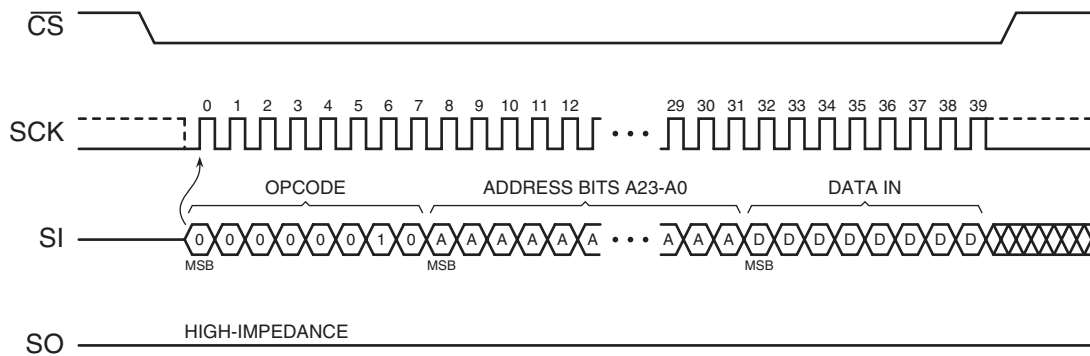 CS
0 1 2 3 4 5 6 7 8 9 10 11 12 29 30 31 32 33 34 35 36 37 38 39
SCK
OPCODE ADDRESS BITS A23-A0 DATA IN
SI 0 0 0 0 0 0 1 0 A A A A A A A A A D D D D D D D D
MSB MSB MSB
HIGH-IMPEDANCE
SO